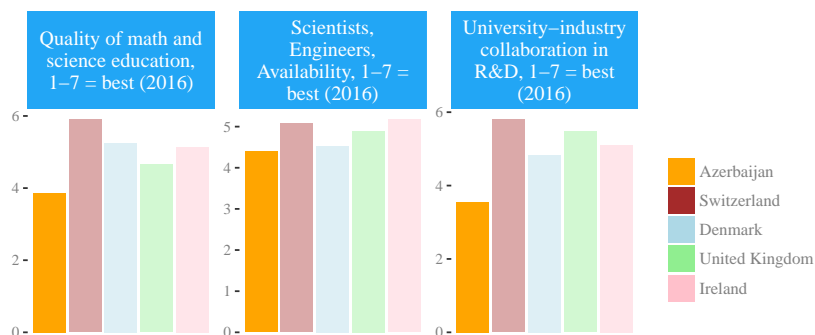 Quality of math and
science education,
1–7 = best (2016)
Scientists,
Engineers,
Availability, 1–7 =
best (2016)
University–industry
collaboration in
R&D, 1–7 = best
(2016)
6
4
2
0
5
4
3
2
1
0
6
4
2
0
Azerbaijan
Switzerland
Denmark
United Kingdom
Ireland